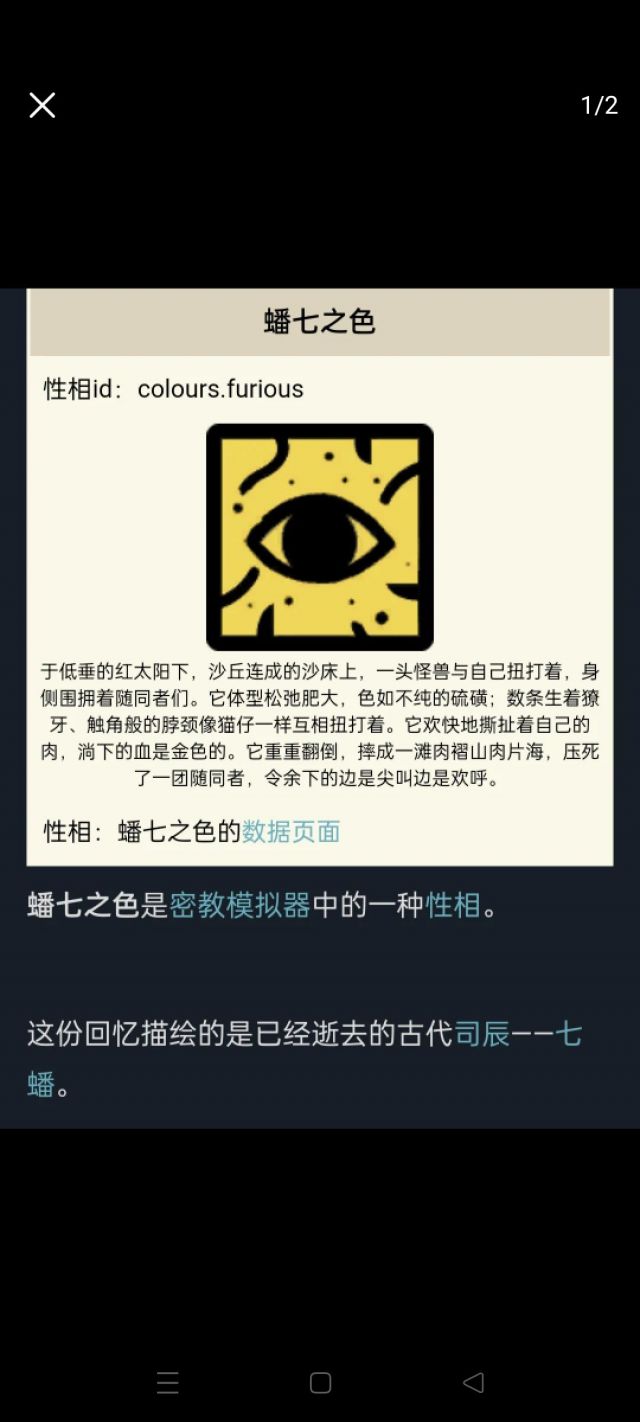 1/2
蟠七之色
性相id：colours.furious
于低垂的红太阳下，沙丘连成的沙床上，一头怪兽与自己扭打着，身
侧围拥着随同者们。它体型松弛肥大，色如不纯的硫磺；数条生着獠
牙、触角般的脖颈像猫仔一样互相扭打着。它欢快地撕扯着自己的
肉，淌下的血是金色的。它重重翻倒，摔成一滩肉褶山肉片海，压死
了一团随同者，令余下的边是尖叫边是欢呼。
性相：蟠七之色的数据页面
蟠七之色是密教模拟器中的一种性相。
这份回忆描绘的是已经逝去的古代司辰——七
蟠。